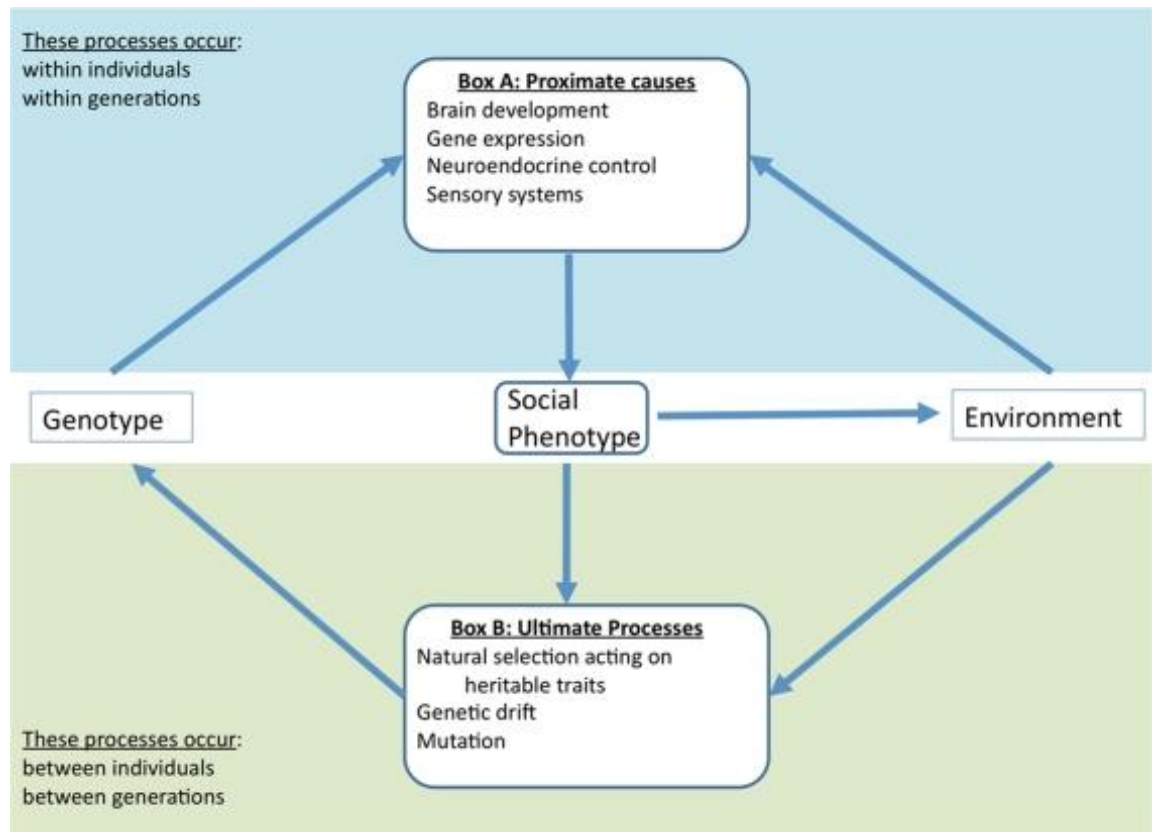 These processes occur:
within individuals
within generations
Box A: Proximate causes
Brain development
Gene expression
Neuroendocrine control
Sensory systems
Genotype
Social
Phenotype
Environment
Box B: Ultimate Processes
Natural selection acting on
heritable traits
Genetic drift
Mutation
These processes occur:
between individuals
between generations